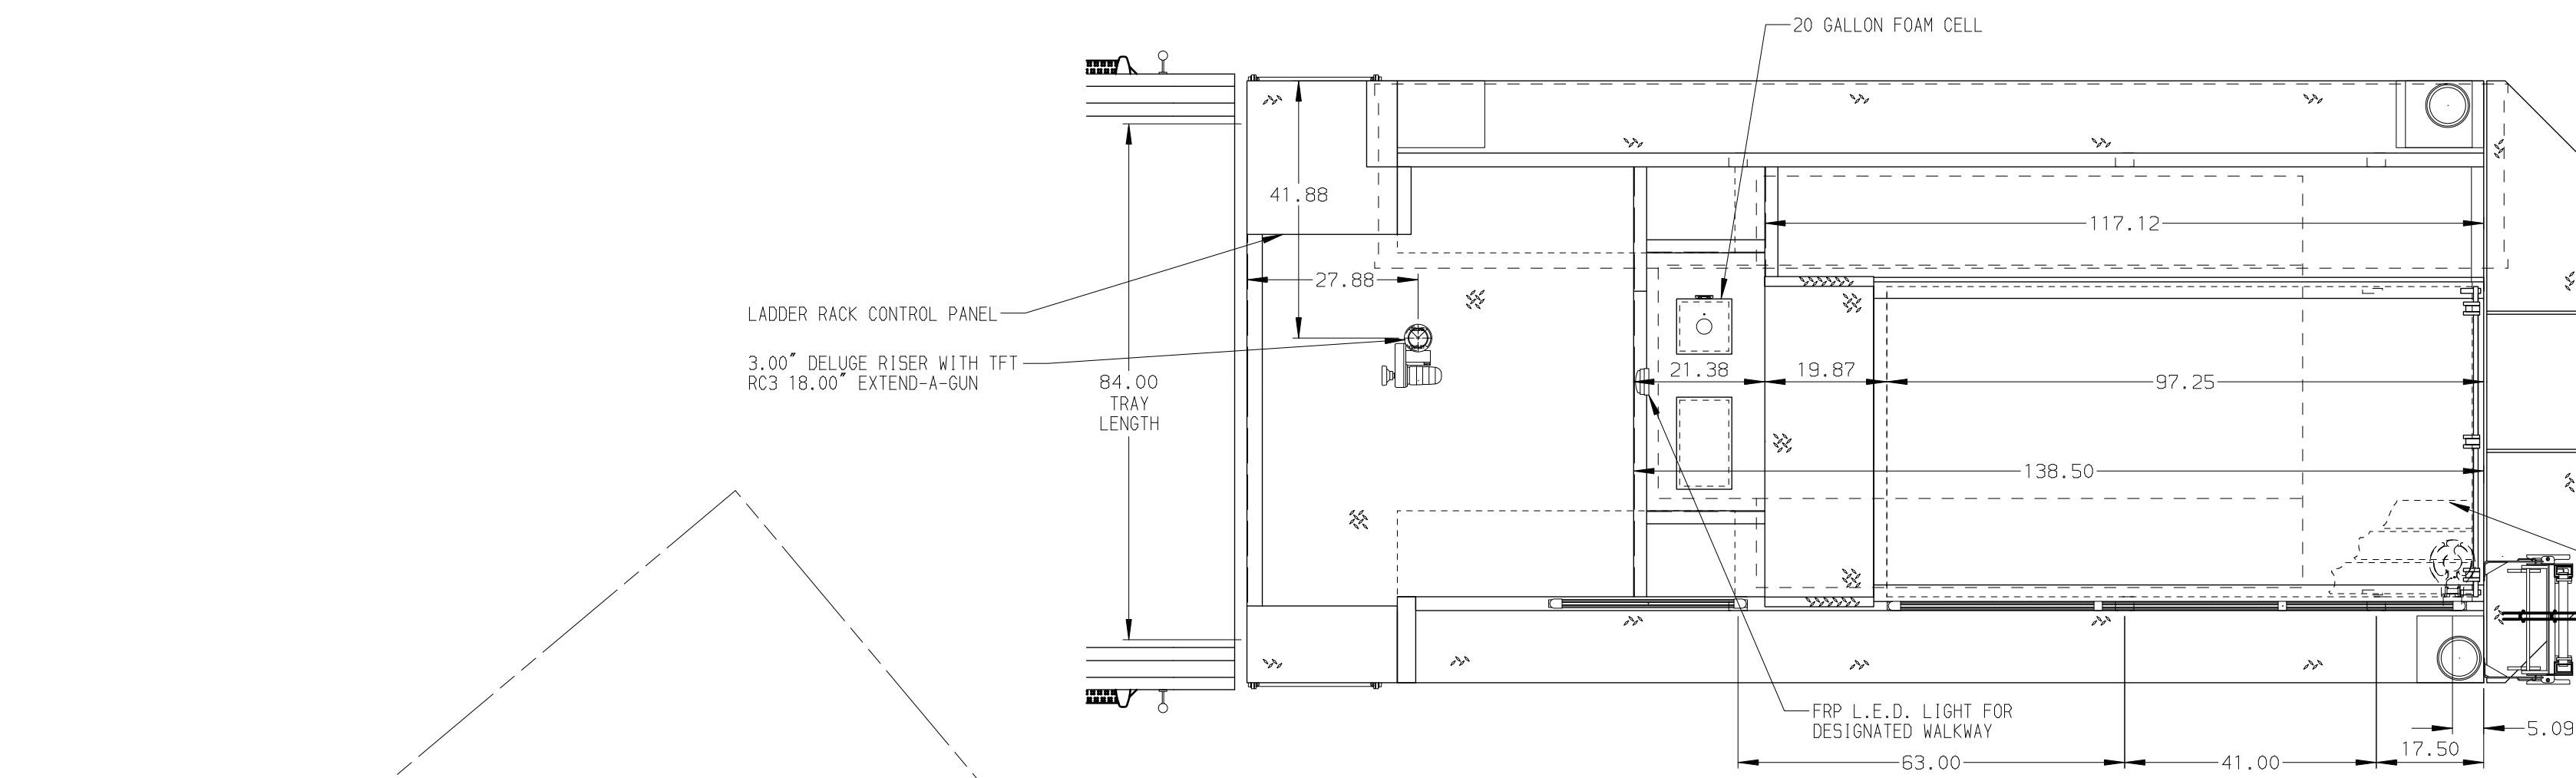 20 GALLON FOAM CELL
41.88
117.12
27.88
LADDER RACK CONTROL PANEL
3.00" DELUGE RISER WITH TFT
RC3 18.00" EXTEND-A-GUN
84.00
TRAY
LENGTH
21.38
19.87
97.25
138.50
FRP L.E.D. LIGHT FOR
DESIGNATED WALKWAY
5.09
17.50
63.00
41.00